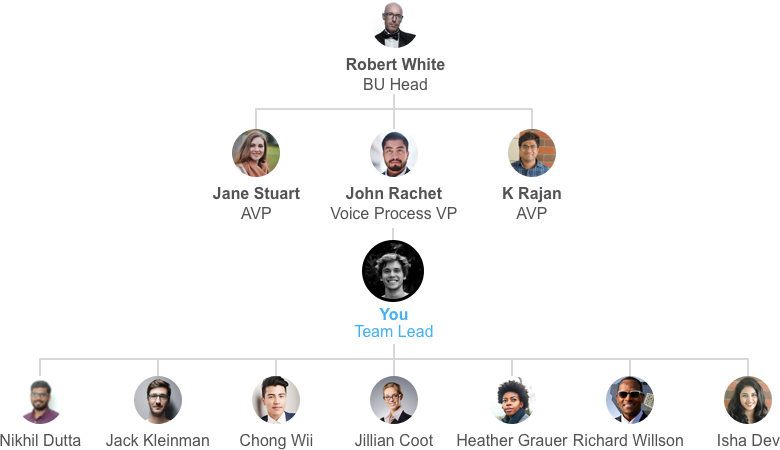 Robert White
BU Head
Jane Stuart
AVP
John Rachet
Voice Process VP
K Rajan
AVP
You
Team Lead
Nikhil Dutta
Jack Kleinman
Chong Wii
Jillian Coot
Heather Grauer
Richard Willson
Isha Dev